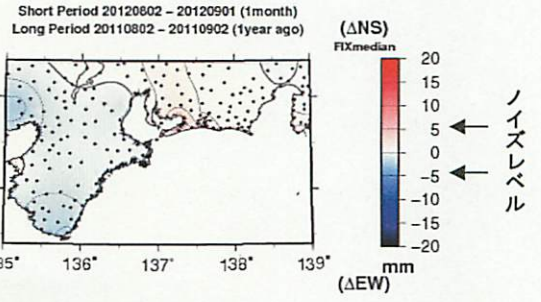 Short Period 20120802 − 20120901 (1month)
Long Period 20110802 − 20110902 (1year ago)
(ΔNS)
FIXmedian
20
15
10
5
0
−5
−10
−15
−20
mm
(ΔEW)
ノイズレベル
35° 136° 137° 138° 139°